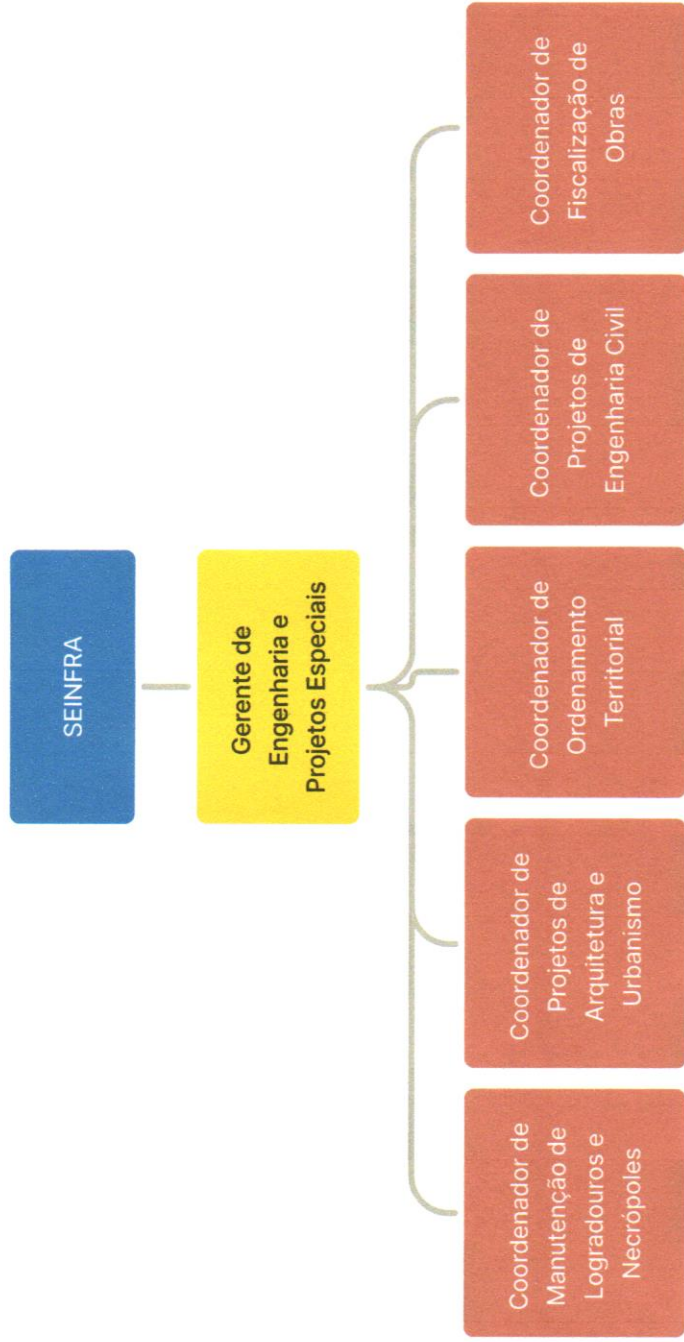 SEINFRA
Gerente de
Engenharia e
Projetos Especiais
Coordenador de
Manutenção de
Logradouros e
Necrópoles
Coordenador de
Projetos de
Arquitetura e
Urbanismo
Coordenador de
Ordenamento
Territorial
Coordenador de
Projetos de
Engenharia Civil
Coordenador de
Fiscalização de
Obras